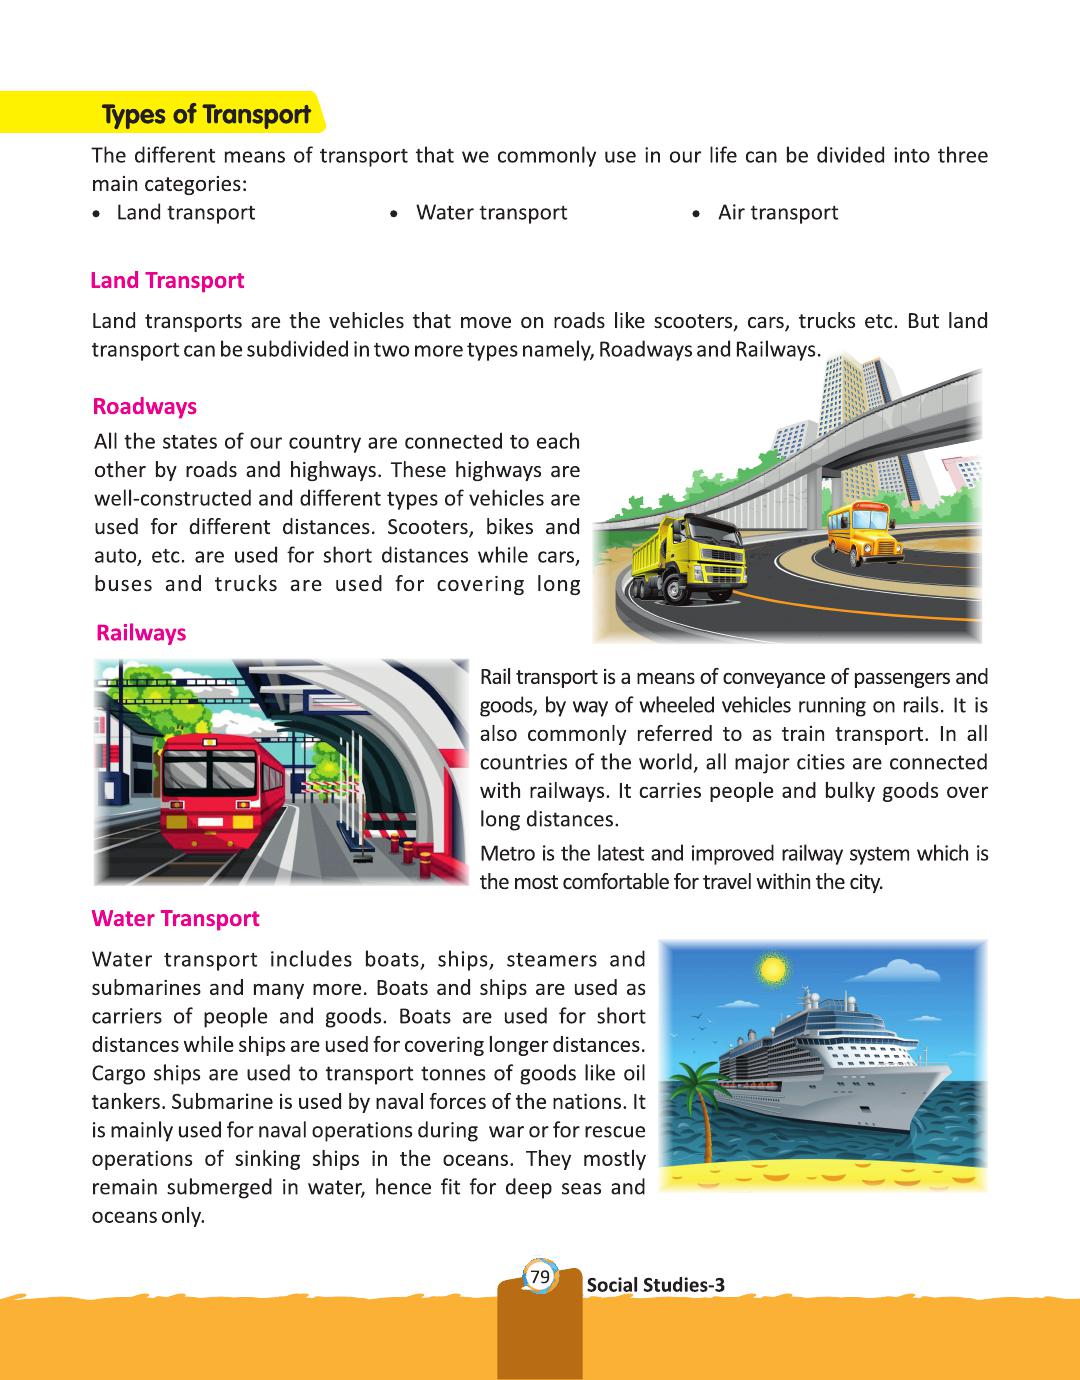 Types of Transport
The different means of transport that we commonly use in our life can be divided into three
main categories:
• Land transport • Water transport • Air transport
Land Transport
Land transports are the vehicles that move on roads like scooters, cars, trucks etc. But land
transport can be subdivided in two more types namely, Roadways and Railways.
Roadways
All the states of our country are connected to each
other by roads and highways. These highways are
well-constructed and different types of vehicles are
used for different distances. Scooters, bikes and
auto, etc. are used for short distances while cars,
buses and trucks are used for covering long
Railways
Rail transport is a means of conveyance of passengers and
goods, by way of wheeled vehicles running on rails. It is
also commonly referred to as train transport. In all
countries of the world, all major cities are connected
with railways. It carries people and bulky goods over
long distances.
Metro is the latest and improved railway system which is
the most comfortable for travel within the city.
Water Transport
Water transport includes boats, ships, steamers and
submarines and many more. Boats and ships are used as
carriers of people and goods. Boats are used for short
distances while ships are used for covering longer distances.
Cargo ships are used to transport tonnes of goods like oil
tankers. Submarine is used by naval forces of the nations. It
is mainly used for naval operations during war or for rescue
operations of sinking ships in the oceans. They mostly
remain submerged in water, hence fit for deep seas and
oceans only.
79
Social Studies-3